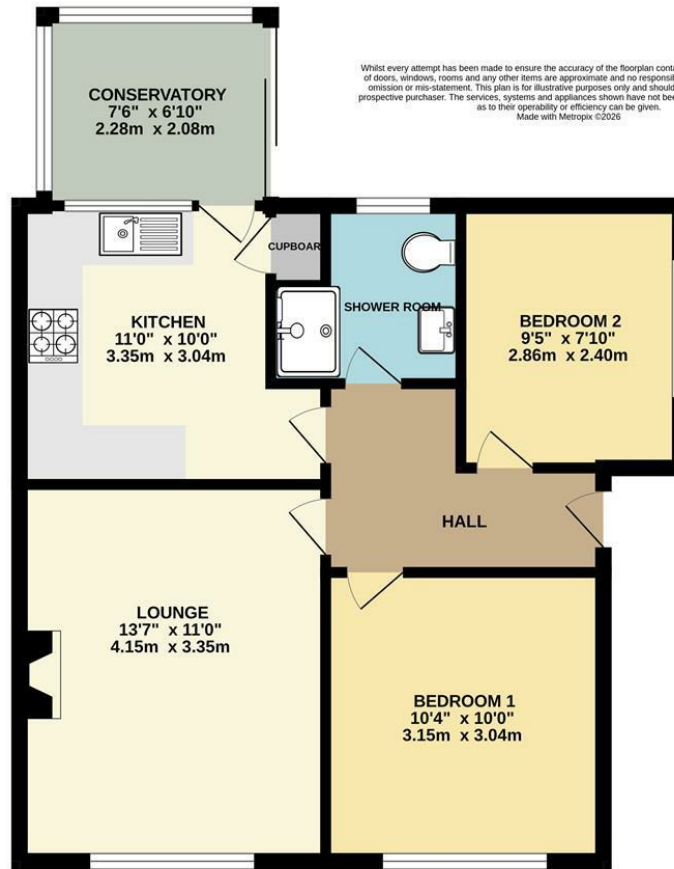 Whilst every attempt has been made to ensure the accuracy of the floorplan
of doors, windows, rooms and any other items are approximate and no
omission or mis-statement. This plan is for illustrative purposes only and should
prospective purchaser. The services, systems and appliances shown have not
as to their operability or efficiency can be given.
Made with Metropix ©2026
CONSERVATORY
7'6" x 6'10"
2.28m x 2.08m
CUPBOAR
SHOWER ROOM
KITCHEN
11'0" x 10'0"
3.35m x 3.04m
BEDROOM 2
9'5" x 7'10"
2.86m x 2.40m
HALL
LOUNGE
13'7" x 11'0"
4.15m x 3.35m
BEDROOM 1
10'4" x 10'0"
3.15m x 3.04m